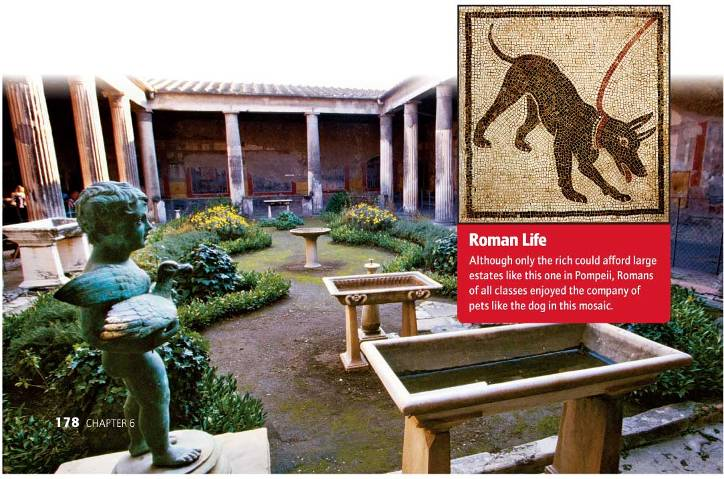 Roman Life
Although only the rich could afford large
estates like this one in Pompeii, Romans
of all classes enjoyed the company of
pets like the dog in this mosaic.
178 CHAPTER 6